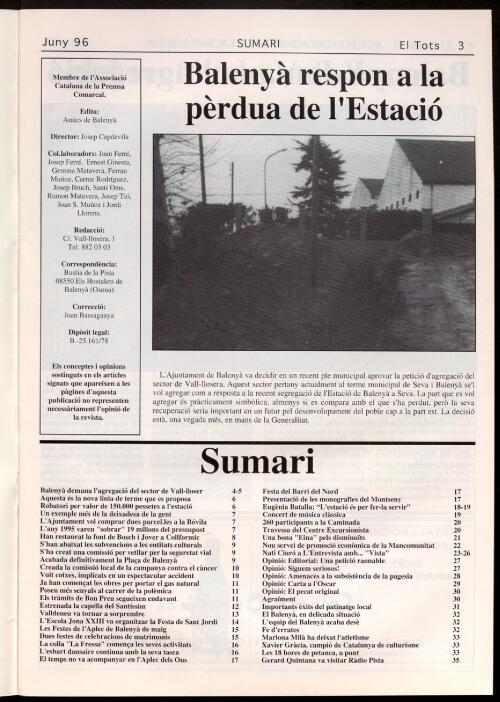 Juny 96
SUMARI
El Tots 3
Membre de l'Associació
Catalana de la Premsa
Comarcal.
Edita:
Amics de Balenyà
Director: Josep Capdevila
Col.laboradors: Joan Ferré,
Josep Ferré, Ernest Ginesta,
Gemma Matavera, Ferran
Muñoz, Carme Rodríguez,
Josep Bruch, Santi Oms,
Ramon Matavera, Josep Tió,
Joan S. Muñoz i Jordi
Llorens.
Redacció:
C/. Vall-llosera, 1
Tel. 882 03 03
Correspondència:
Bustia de la Pista
08550 Els Hostalets de
Balenyà (Osona)
Correcció:
Joan Bassaganya
Dipòsit legal:
B.-25.161/78
Els conceptes i opinions
sostinguts en els articles
signats que apareixen a les
pàgines d'aquesta
publicació no representen
necessàriament l'opinió de
la revista.
Balenyà respon a la
pèrdua de l'Estació
L'Ajuntament de Balenyà va decidir en un recent ple municipal aprovar la petició d'agregació del
sector de Vall-llosera. Aquest sector pertany actualment al terme municipal de Seva i Balenyà se'l
vol agregar com a resposta a la recent segregació de l'Estació de Balenyà a Seva. La part que es vol
agregar és pràcticament simbòlica, almenys si es compara amb el que s'ha perdut, però la seva
recuperació seria important en un futur pel desenvolupament del poble cap a la part est. La decisió
està, una vegada més, en mans de la Generalitat.
Sumari
Balenyà demana l'agregació del sector de Vall-lloser 4-5
Aquesta és la nova línia de terme que es proposa 6
Robatori per valor de 150.000 pessetes a l'estació 6
Un exemple més de la deixadesa de la gent 7
L'Ajuntament vol comprar dues parcel.les a la Bòvila 7
L'any 1995 varen "sobrar" 19 milions del pressupost 7
Han restaurat la font de Bosch i Jover a Colliformic 8
S'han abaixat les subvencions a les entitats culturals 9
S'ha creat una comissió per vetllar per la seguretat vial 9
Acabada definitivament la Plaça de Balenyà 9
Creada la comissió local de la campanya contra el càncer 10
Vuit cotxes, implicats en un espectacular accident 10
Ja han començat les obres per portar el gas natural 11
Posen més senyals al carrer de la polèmica 11
Els tràmits de Bon Preu segueixen endavant 11
Estrenada la capella del Santíssim 12
Valldeneu va tornar a sorprendre 13
L'Escola Jona XXIII va organitzar la Festa de Sant Jordi 14
Les Festes de l'Aplec de Balenyà de maig 15
Dues festes de celebracions de matrimonis 15
La colla "La Fressa" comença les seves activitats 16
L'esbart dansaire continua amb la seva tasca 16
El temps no va acompanyar en l'Aplec dels Ous 17
Festa del Barri del Nord 17
Presentació de les monografies del Montseny 17
Eugènia Batalla: "L'estació és per fer-la servir" 18-19
Concert de música clàssica 19
260 participants a la Caminada 20
Travessa del Centre Excursionista 20
Una bona "Eina" pels disminuïts 21
Nou servei de promoció econòmica de la Mancomunitat 22
Nati Ciuró a L'Entrevista amb... "Vista" 23-26
Opinió: Editorial: Una petició raonable 27
Opinió: Siguem seriosos! 27
Opinió: Amenaces a la subsistència de la pagesia 28
Opinió: Carta a l'Oscar 29
Opinió: El pecat original 30
Agraïment 30
Importants èxits del patinatge local 31
El Balenyà, en delicada situació 32
L'equip del Balenyà acaba desè 32
Fe d'errates 32
Mariona Milà ha deixat l'atletisme 33
Xavier Gràcia, campió de Catalunya de culturisme 33
Les 18 hores de petanca, a punt 33
Gerard Quintana va visitar Ràdio Pista 35